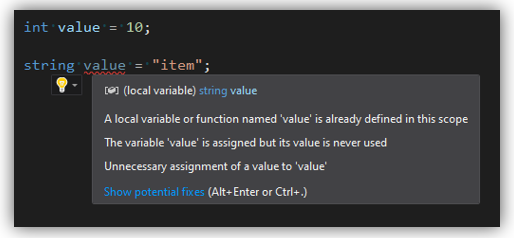 int value = 10;
string value = "item";
(local variable) string value
A local variable or function named 'value' is already defined in this scope
The variable 'value' is assigned but its value is never used
Unnecessary assignment of a value to 'value'
Show potential fixes (Alt+Enter or Ctrl+.)